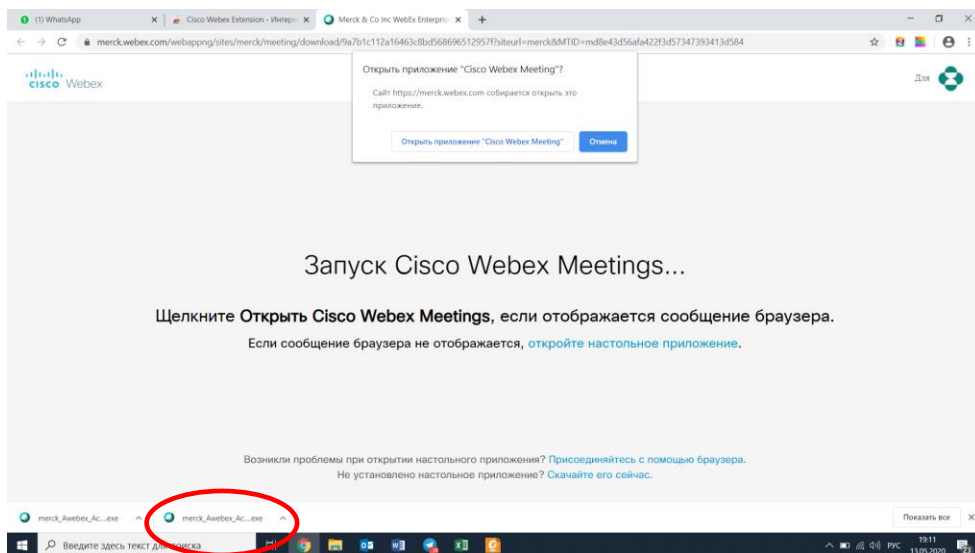 (1) WhatsApp
Cisco Webex Extension - Интер
Merck & Co Inc WebEx Enterpris
merck.webex.com/webappng/sites/merck/meeting/download/9a7b1c112a16463c8bd568696512957f?siteurl=merck&MTID=md8e43d56afa422f3d57347393413d584
cisco Webex
Для
Открыть приложение "Cisco Webex Meeting"?
Сайт https://merck.webex.com собирается открыть это
приложение.
Открыть приложение "Cisco Webex Meeting"
Отмена
Запуск Cisco Webex Meetings...
Щелкните Открыть Cisco Webex Meetings, если отображается сообщение браузера.
Если сообщение браузера не отображается, откройте настольное приложение.
Возникли проблемы при открытии настольного приложения? Присоединяйтесь с помощью браузера.
Не установлено настольное приложение? Скачайте его сейчас.
merck_Awebex_Ac....exe
merck_Awebex_Ac....exe
Показать все
Введите здесь текст для поиска
РУС
19:11
13.05.2020
23